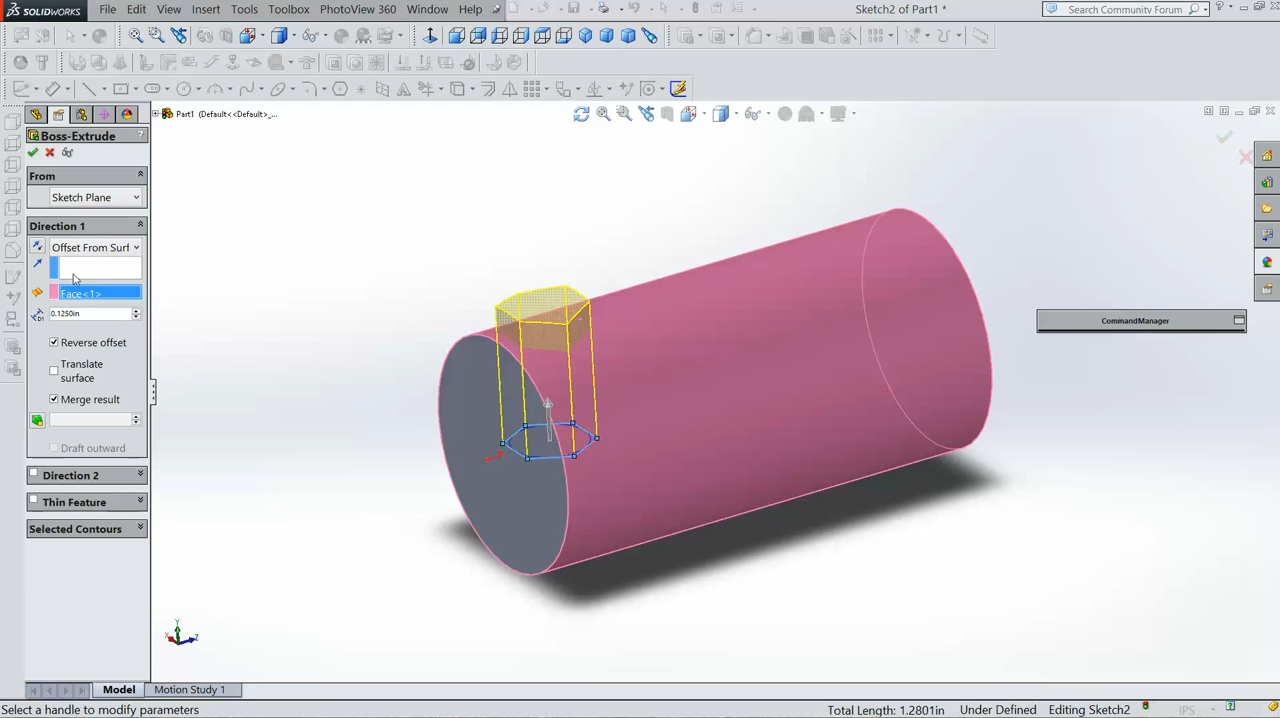 SOLIDWORKS File Edit View Insert Tools Toolbox PhotoView 360 Window Help Sketch2 of Part1 * Search Community Forum ?
Part1 (Default<<Default>_...
Boss-Extrude ?
From
Sketch Plane
Direction 1
Offset From Surf
Face<1>
D1
0.1250in
CommandManager
Reverse offset
Translate
surface
Merge result
Draft outward
Direction 2
Thin Feature
Selected Contours
Y
X Z
Model Motion Study 1
Select a handle to modify parameters Total Length: 1.2801in Under Defined Editing Sketch2 IPS ?